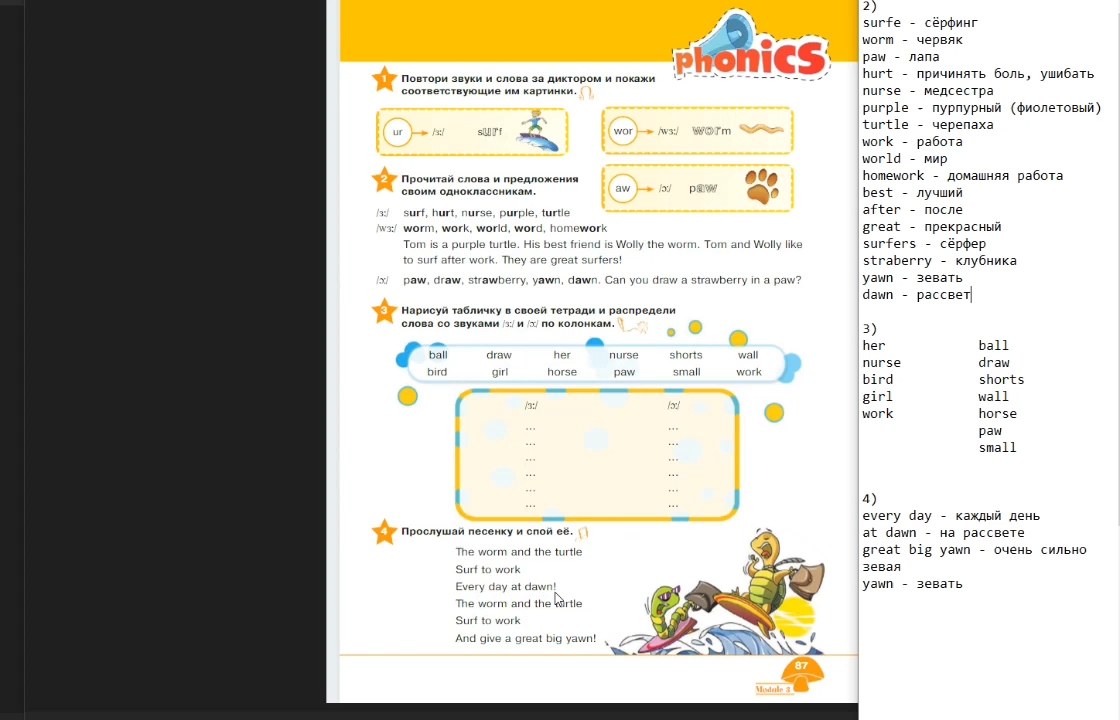 phonics
1 Повтори звуки и слова за диктором и покажи
соответствующие им картинки.
ur /ɜː/ surf
wor /wɜː/ worm
aw /ɔː/ paw
2 Прочитай слова и предложения
своим одноклассникам.
/ɜː/ surf, hurt, nurse, purple, turtle
/wɜː/ worm, work, world, word, homework
Tom is a purple turtle. His best friend is Wolly the worm. Tom and Wolly like
to surf after work. They are great surfers!
/ɔː/ paw, draw, strawberry, yawn, dawn. Can you draw a strawberry in a paw?
3 Нарисуй табличку в своей тетради и распредели
слова со звуками /ɜː/ и /ɔː/ по колонкам.
ball draw her nurse shorts wall
bird girl horse paw small work
/ɜː/ /ɔː/
... ...
... ...
... ...
... ...
... ...
... ...
4 Прослушай песенку и спой её.
The worm and the turtle
Surf to work
Every day at dawn!
The worm and the turtle
Surf to work
And give a great big yawn!
87
Module 3
2)
surfe - сёрфинг
worm - червяк
paw - лапа
hurt - причинять боль, ушибать
nurse - медсестра
purple - пурпурный (фиолетовый)
turtle - черепаха
work - работа
world - мир
homework - домашняя работа
best - лучший
after - после
great - прекрасный
surfers - сёрфер
straberry - клубника
yawn - зевать
dawn - рассвет
3)
her ball
nurse draw
bird shorts
girl wall
work horse
paw
small
4)
every day - каждый день
at dawn - на рассвете
great big yawn - очень сильно
зевая
yawn - зевать